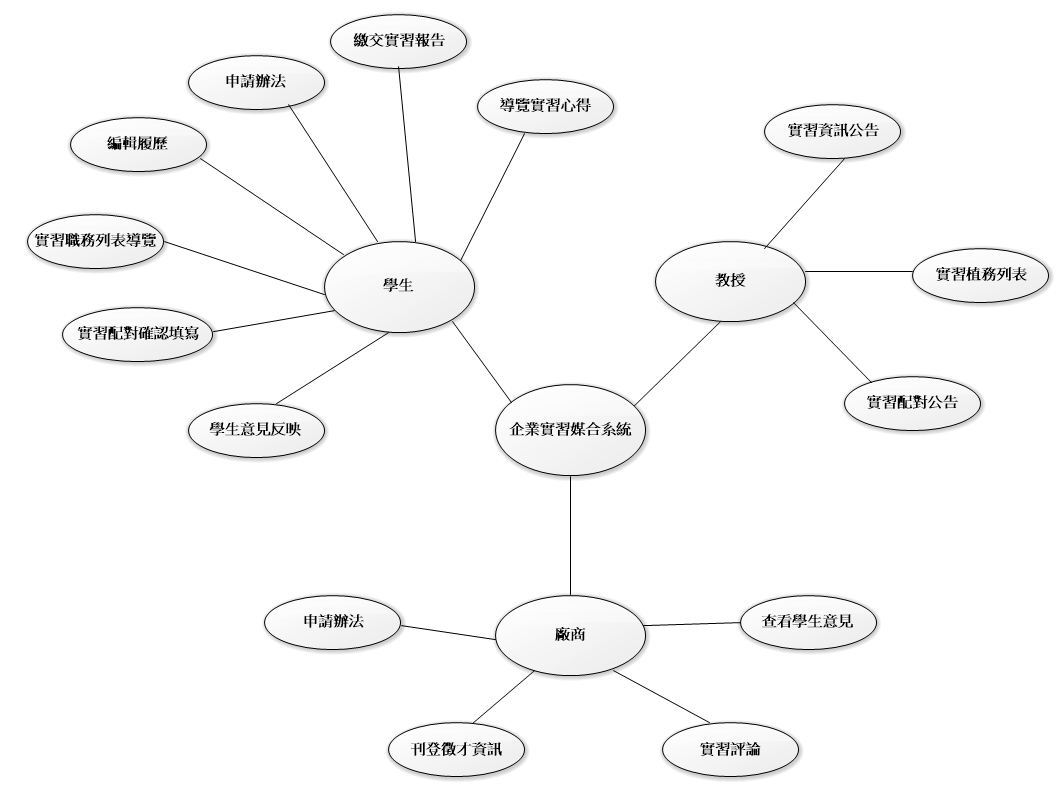 繳交實習報告
申請辦法
導覽實習心得
實習資訊公告
編輯履歷
實習職務列表導覽
學生
教授
實習植務列表
實習配對確認填寫
實習配對公告
學生意見反映
企業實習媒合系統
申請辦法
廠商
查看學生意見
刊登徵才資訊
實習評論